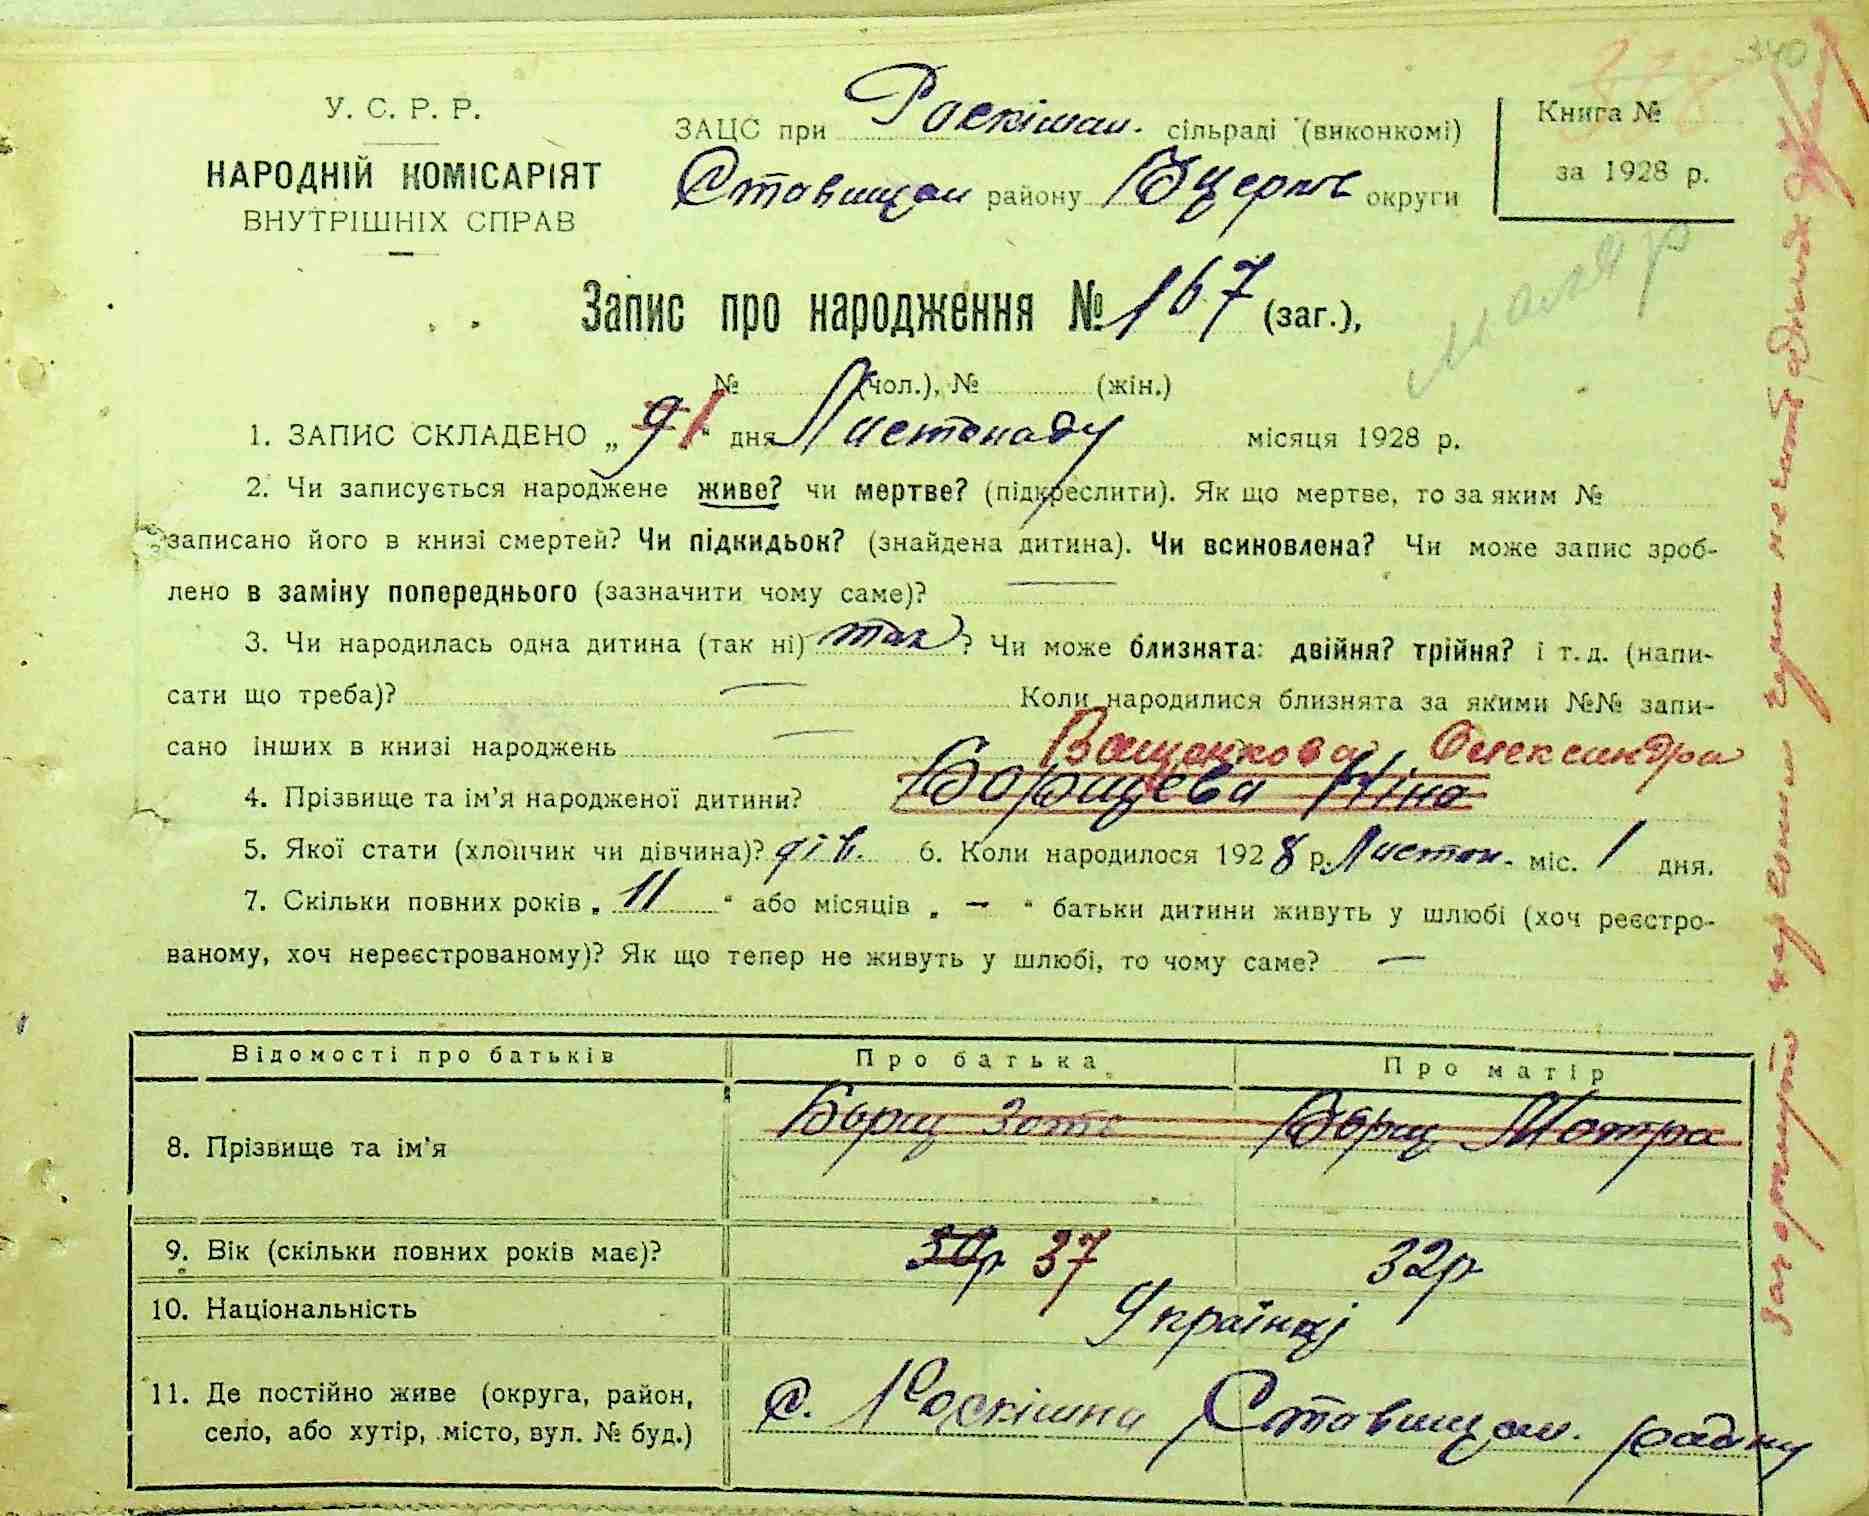 340
У. С. Р. Р.
НАРОДНІЙ КОМІСАРІЯТ
ВНУТРІШНІХ СПРАВ
ЗАЦС при Роскішан. сільраді (виконкомі)
Ставищан району Бцеркв округи
Книга №
за 1928 р.
Запис про народження № 167 (заг.),
№ (чол.), № (жін.)
маляр
1. ЗАПИС СКЛАДЕНО „ 9 1 “ дня Листопаду місяця 1928 р.
2. Чи записується народжене живе? чи мертве? (підкреслити). Як що мертве, то за яким №
записано його в книзі смертей? Чи підкидьок? (знайдена дитина). Чи всиновлена? Чи може запис зроб-
лено в заміну попереднього (зазначити чому саме)? —
3. Чи народилась одна дитина (так ні) так ? Чи може близнята: двійня? трійня? і т. д. (напи-
сати що треба)? — Коли народилися близнята за якими №№ запи-
сано інших в книзі народжень —
Ващенкова Олександра
4. Прізвище та ім'я народженої дитини? Борщева Ніна
5. Якої статі (хлопчик чи дівчина)? дів. 6. Коли народилося 1928 р. Листоп. міс. 1 дня.
7. Скільки повних років „ 11 “ або місяців „ — “ батьки дитини живуть у шлюбі (хоч реєстро-
ваному, хоч нереєстрованому)? Як що тепер не живуть у шлюбі, то чому саме? —
Відомості про батьків Про батька Про матір
8. Прізвище та ім'я Борщ Зотв Борщ Мотра
9. Вік (скільки повних років має)? 30р 37 32р
10. Національність Українці
11. Де постійно живе (округа, район,
село, або хутір, місто, вул. № буд.) С. Роскішна Ставищан. району